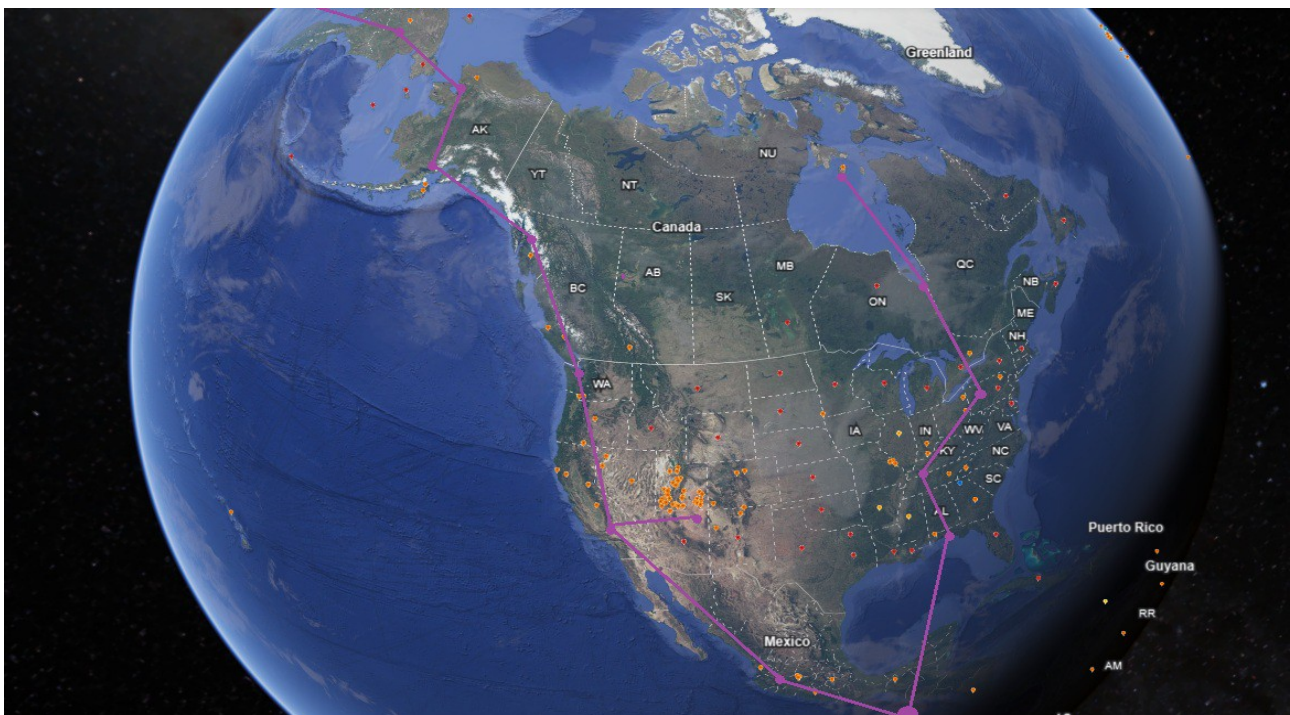 Greenland
AK
NU
YT
NT
Canada
QC
AB
MB
BC
NB
SK
ON
ME
NH
WA
IA
IN
WV
VA
KY
NC
SC
AL
Puerto Rico
Guyana
RR
Mexico
AM